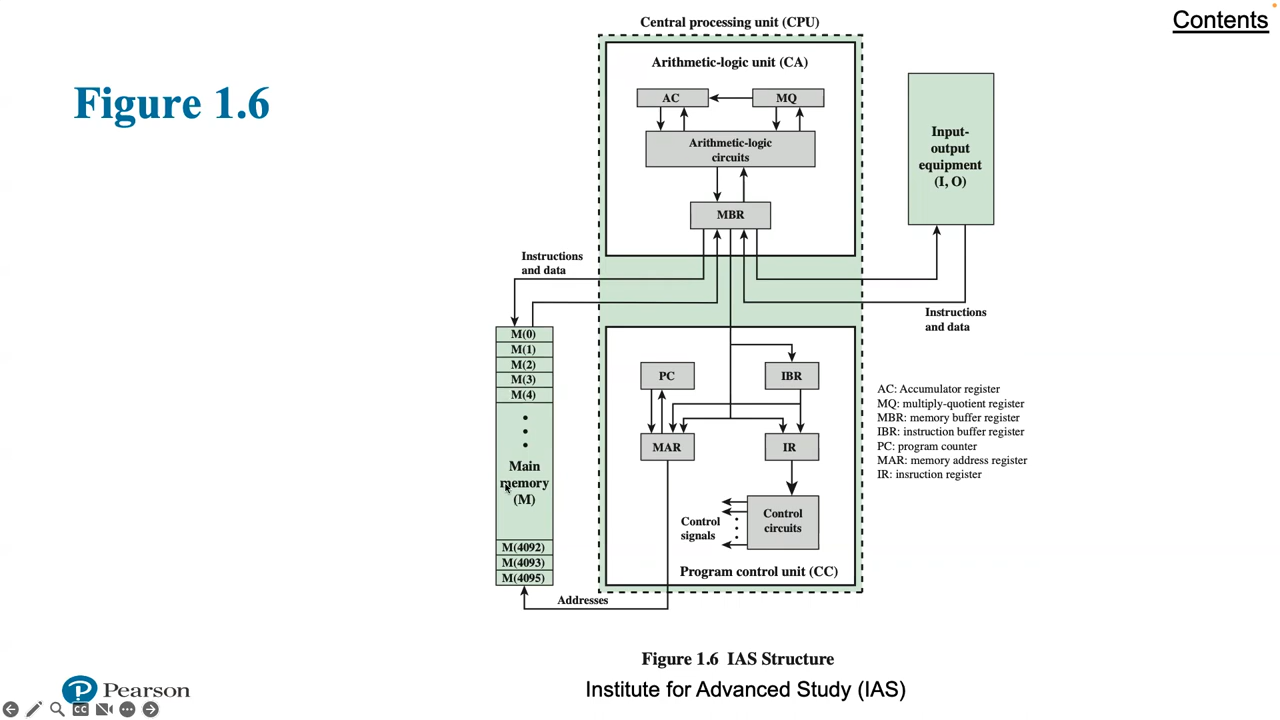 Contents
Figure 1.6
Central processing unit (CPU)
Arithmetic-logic unit (CA)
AC
MQ
Arithmetic-logic
circuits
MBR
Input-
output
equipment
(I, O)
Instructions
and data
Instructions
and data
M(0)
M(1)
M(2)
M(3)
M(4)
Main
memory
(M)
M(4092)
M(4093)
M(4095)
PC
IBR
MAR
IR
Control
signals
Control
circuits
Program control unit (CC)
Addresses
AC: Accumulator register
MQ: multiply-quotient register
MBR: memory buffer register
IBR: instruction buffer register
PC: program counter
MAR: memory address register
IR: insruction register
Figure 1.6 IAS Structure
Institute for Advanced Study (IAS)
P Pearson
CC